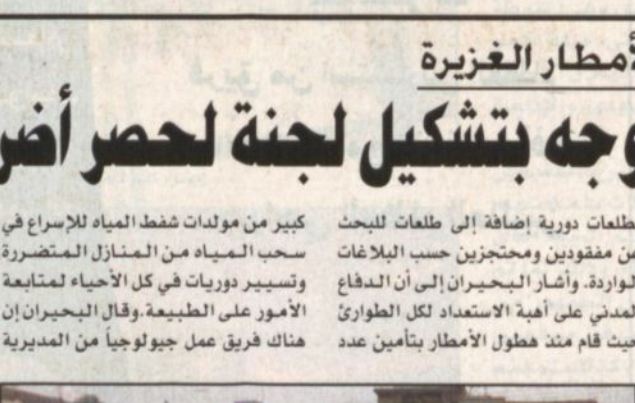 لأمطار الغزيرة
وجه بتشكيل لجنة لحصر أضر
طلعات دورية إضافة إلى طلعات للبحث
عن مفقودين ومحتجزين حسب البلاغات
الواردة. وأشار البحيران إلى أن الدفاع
المدني على أهبة الاستعداد لكل الطوارئ
حيث قام منذ هطول الأمطار بتأمين عدد
كبير من مولدات شفط المياه للإسراع في
سحب المياه من المنازل المتضررة
وتسيير دوريات في كل الأحياء لمتابعة
الأمور على الطبيعة. وقال البحيران إن
هناك فريق عمل جيولوجياً من المديرية